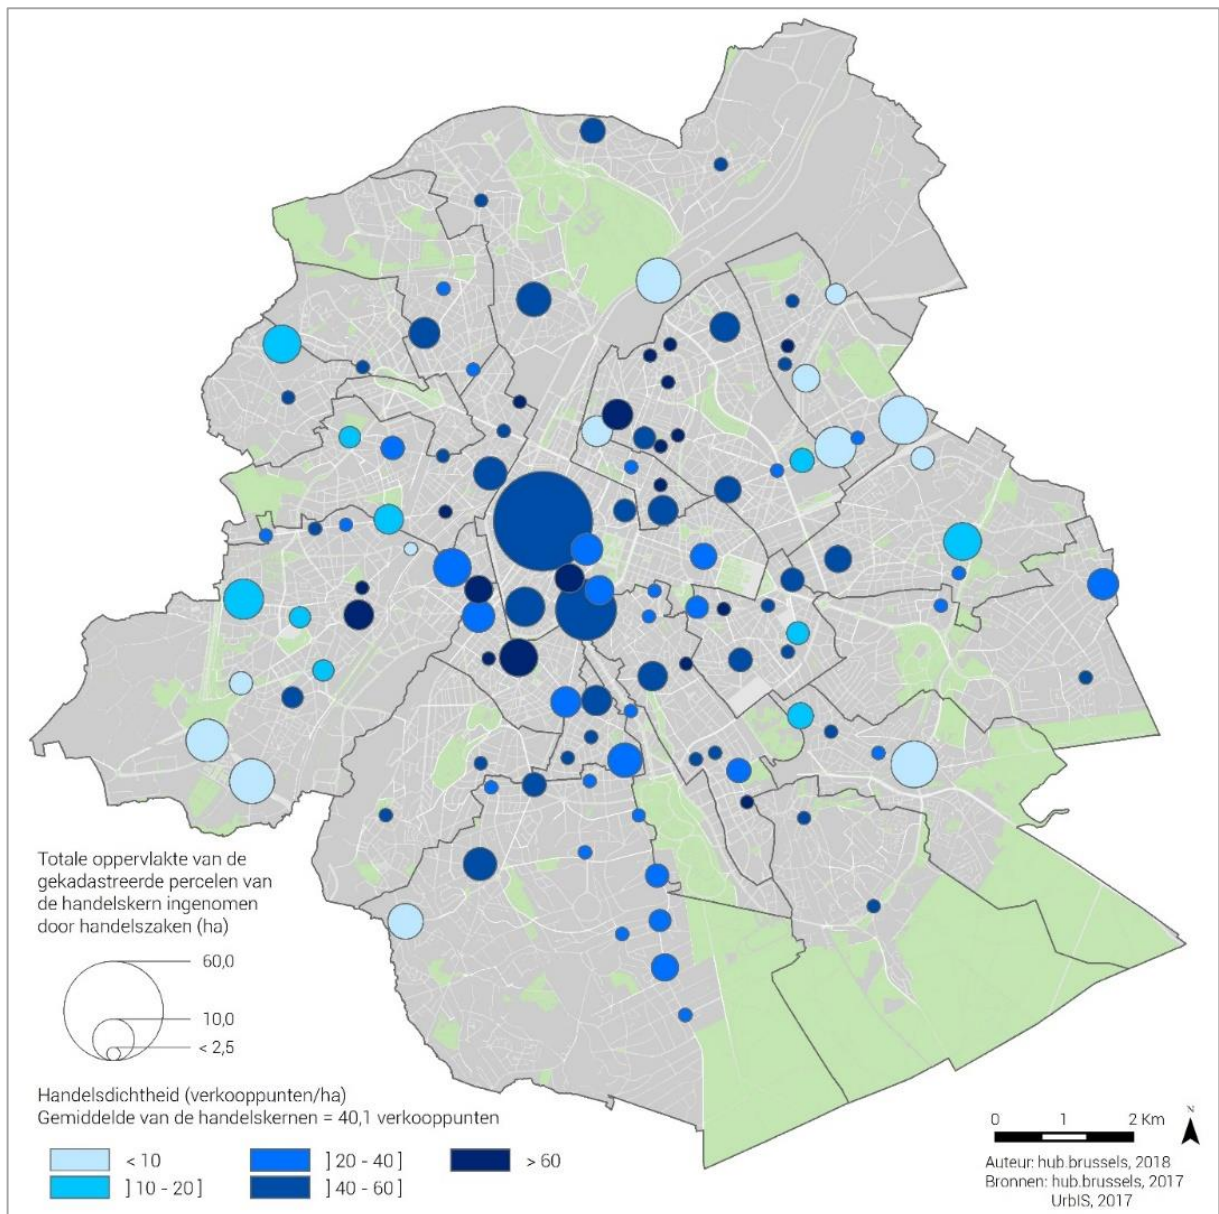 Totale oppervlakte van de
gekadastreerde percelen van
de handelskern ingenomen
door handelszaken (ha)
60,0
10,0
< 2,5
Handelsdichtheid (verkooppunten/ha)
Gemiddelde van de handelskernen = 40,1 verkooppunten
< 10
] 20 - 40 ]
> 60
] 10 - 20 ]
] 40 - 60 ]
0 1 2 Km
N
Auteur: hub.brussels, 2018
Bronnen: hub.brussels, 2017
UrbIS, 2017